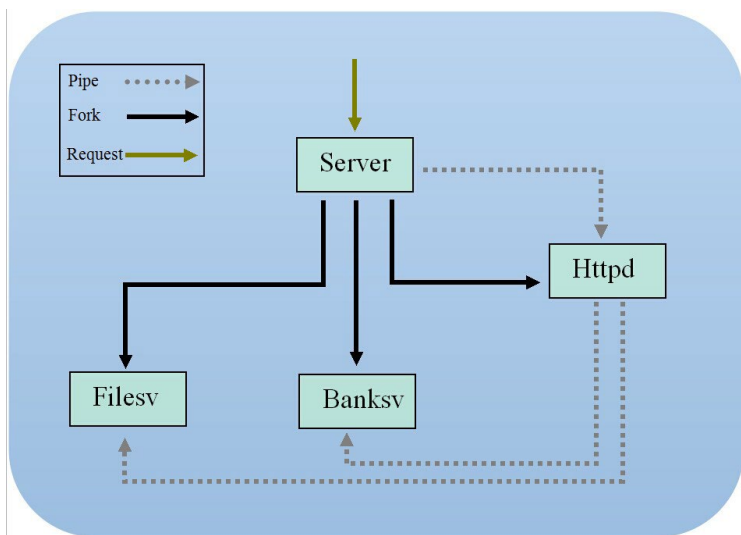 Pipe
Fork
Request
Server
Httpd
Filesv
Banksv